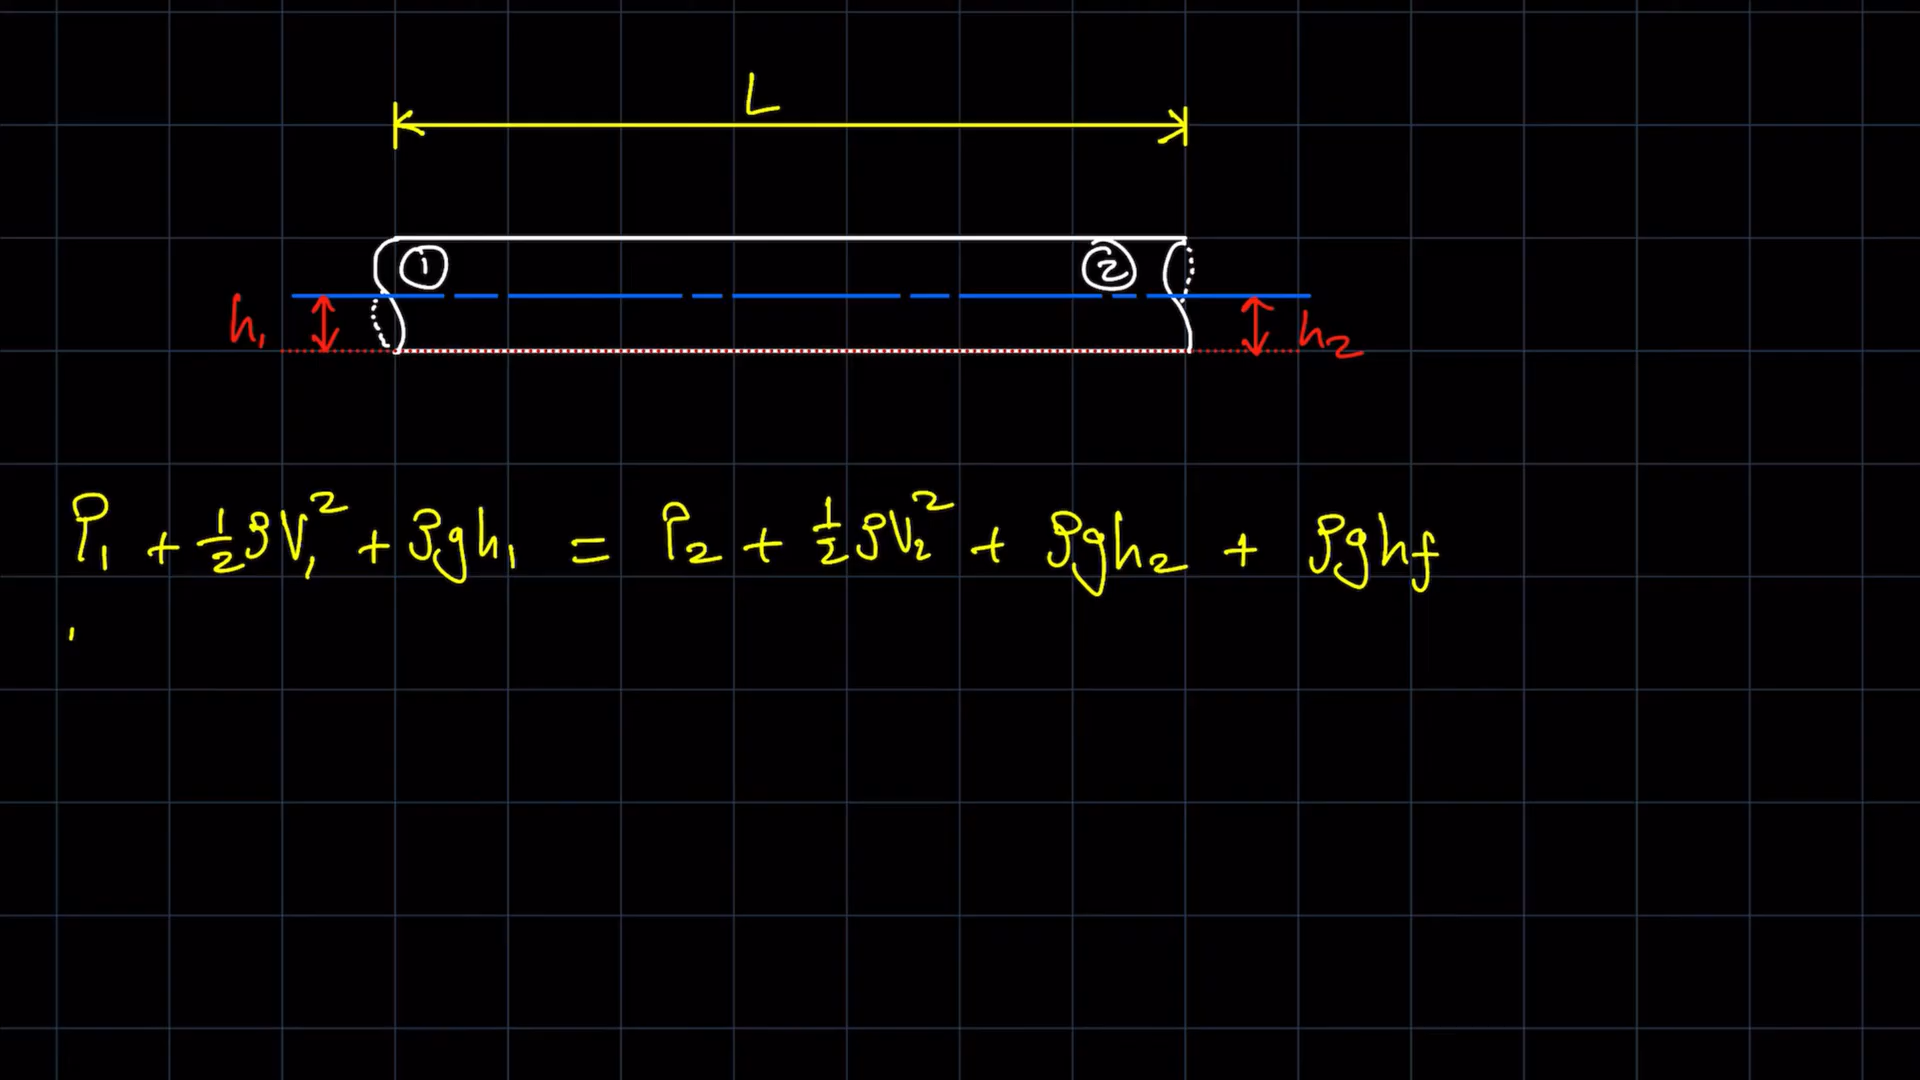 L
① ②
h₁ h₂
P₁ + ½ρV₁² + ρgh₁ = P₂ + ½ρV₂² + ρgh₂ + ρghf